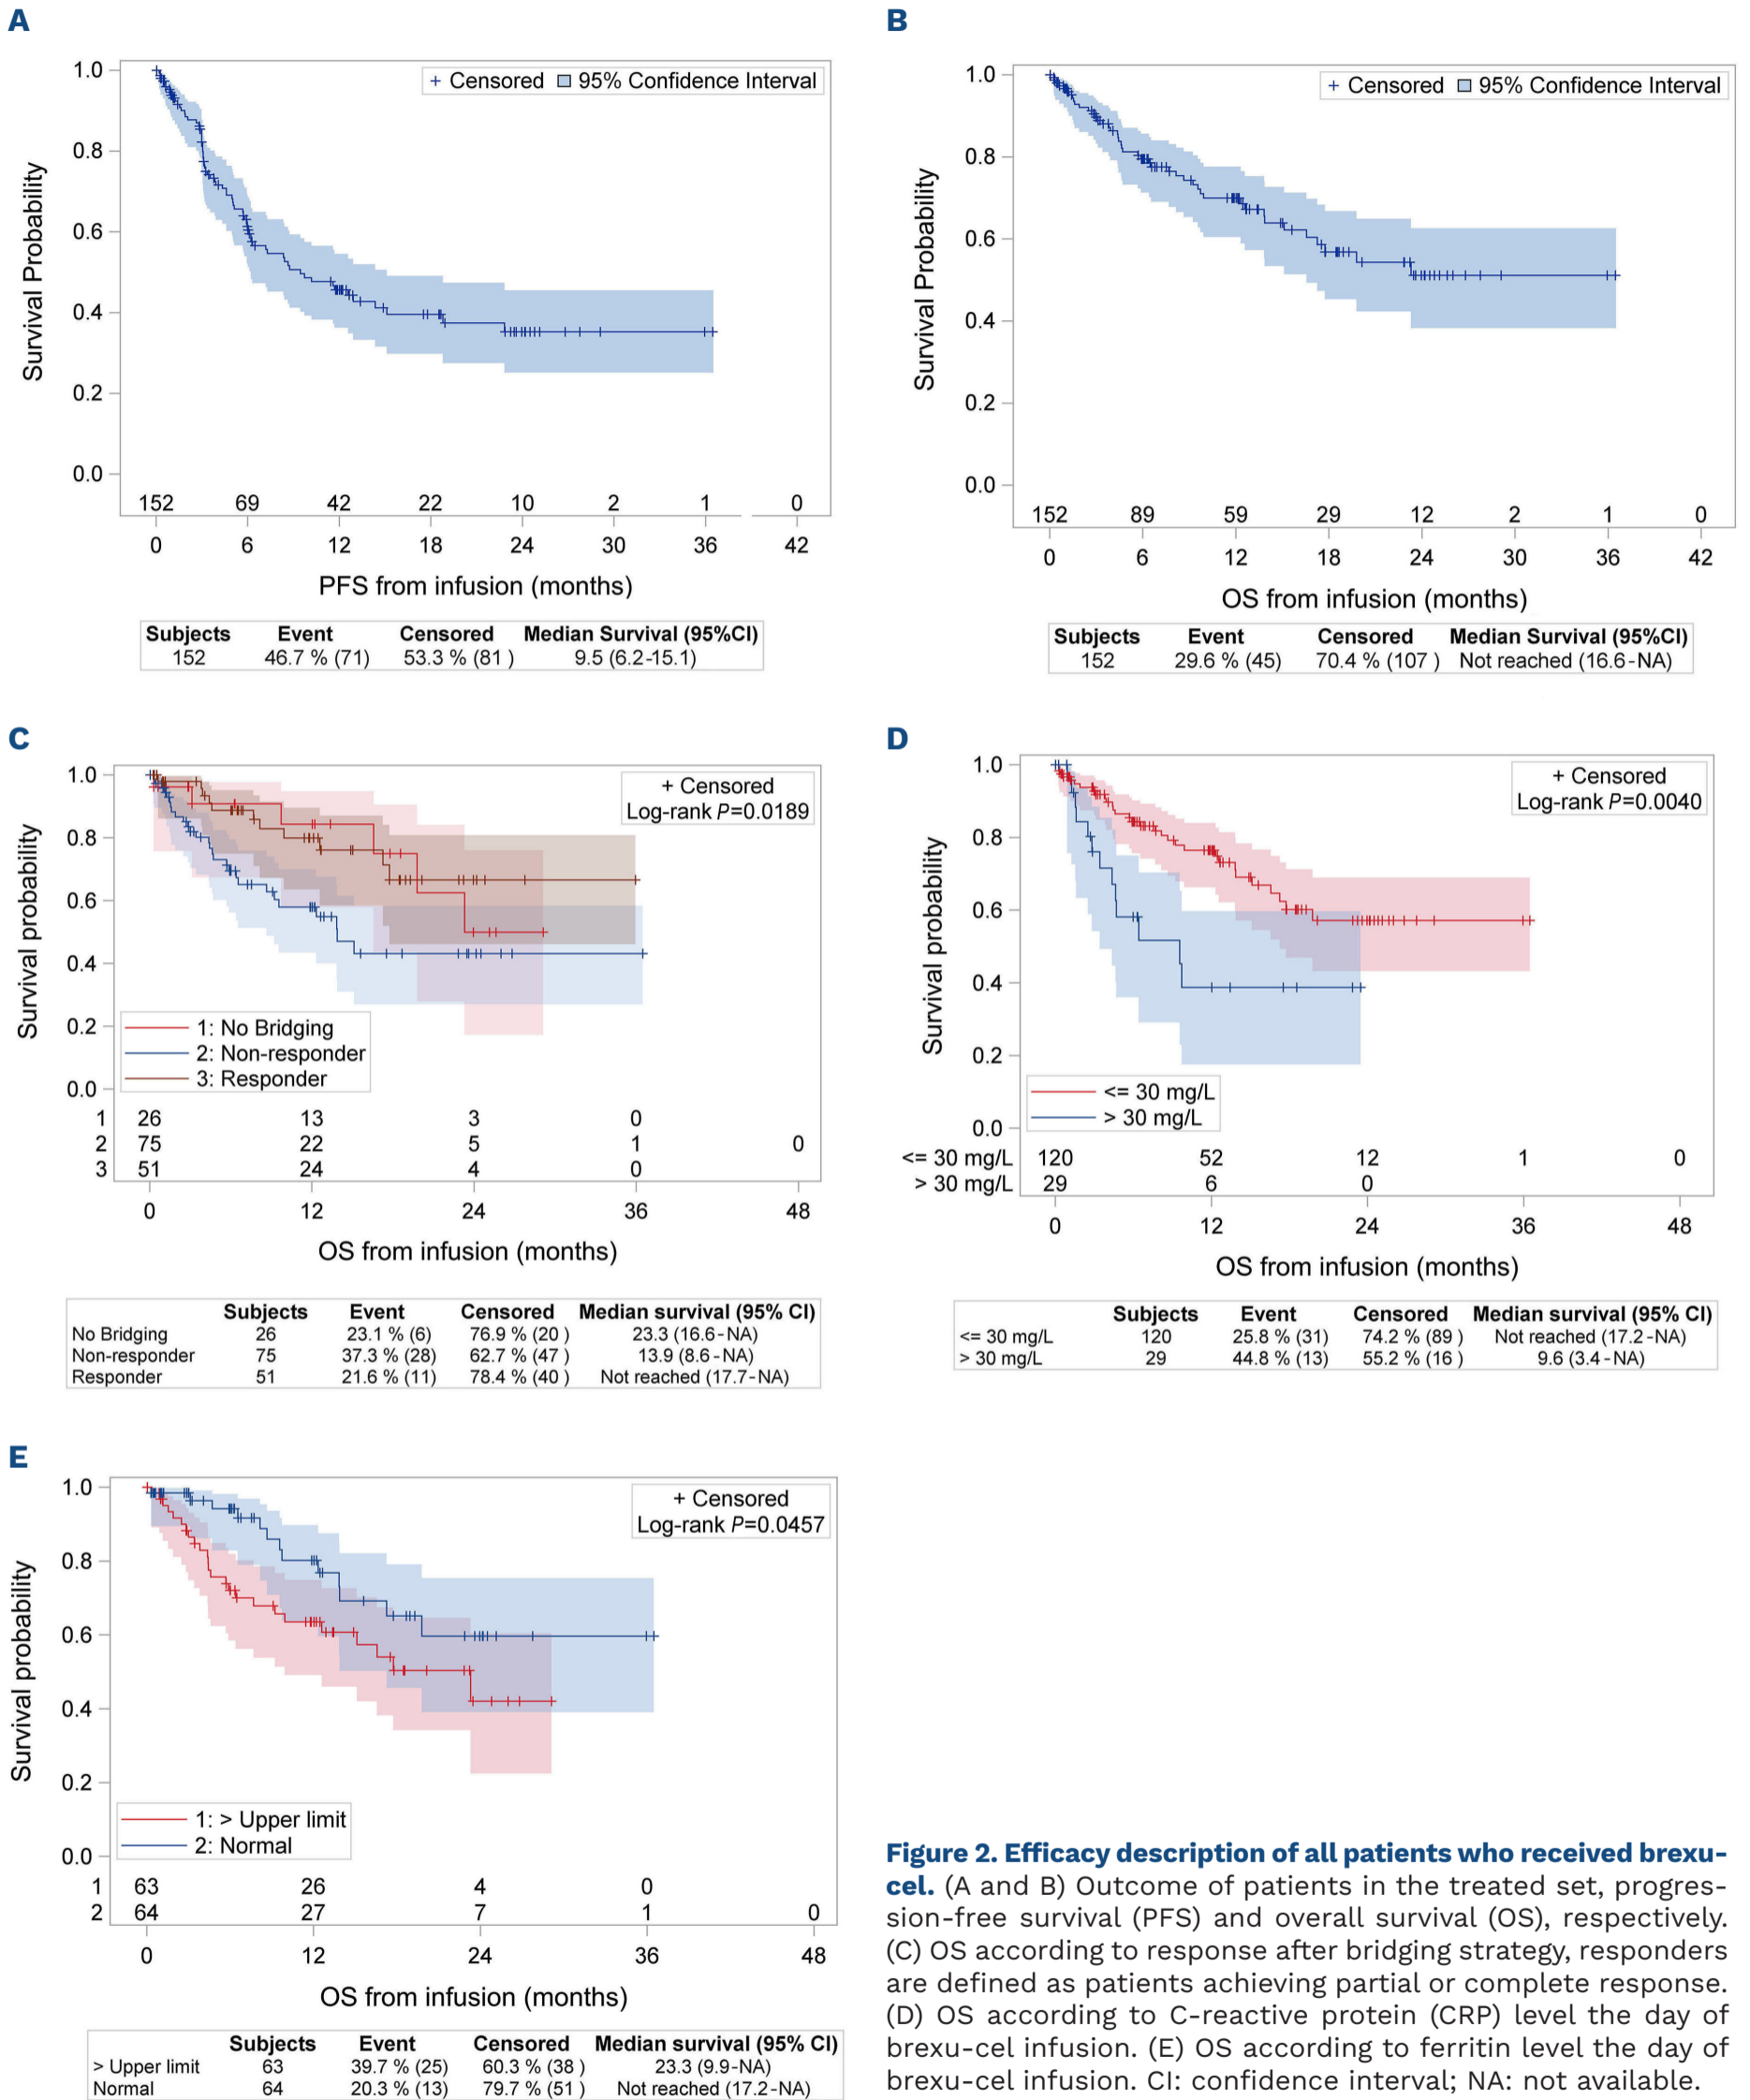 A
Survival Probability
1.0
0.8
0.6
0.4
0.2
0.0
+ Censored 95% Confidence Interval
152 69 42 22 10 2 1 0
0 6 12 18 24 30 36 42
PFS from infusion (months)
Subjects Event Censored Median Survival (95%CI)
152 46.7 % (71) 53.3 % (81 ) 9.5 (6.2-15.1)
B
Survival Probability
1.0
0.8
0.6
0.4
0.2
0.0
+ Censored 95% Confidence Interval
152 89 59 29 12 2 1 0
0 6 12 18 24 30 36 42
OS from infusion (months)
Subjects Event Censored Median Survival (95%CI)
152 29.6 % (45) 70.4 % (107 ) Not reached (16.6-NA)
C
Survival probability
1.0
0.8
0.6
0.4
0.2
0.0
+ Censored
Log-rank P=0.0189
1: No Bridging
2: Non-responder
3: Responder
1 26 13 3 0
2 75 22 5 1 0
3 51 24 4 0
0 12 24 36 48
OS from infusion (months)
Subjects Event Censored Median survival (95% CI)
No Bridging 26 23.1 % (6) 76.9 % (20 ) 23.3 (16.6-NA)
Non-responder 75 37.3 % (28) 62.7 % (47 ) 13.9 (8.6-NA)
Responder 51 21.6 % (11) 78.4 % (40 ) Not reached (17.7-NA)
D
Survival probability
1.0
0.8
0.6
0.4
0.2
0.0
+ Censored
Log-rank P=0.0040
<= 30 mg/L
> 30 mg/L
<= 30 mg/L 120 52 12 1 0
> 30 mg/L 29 6 0
0 12 24 36 48
OS from infusion (months)
Subjects Event Censored Median survival (95% CI)
<= 30 mg/L 120 25.8 % (31) 74.2 % (89 ) Not reached (17.2-NA)
> 30 mg/L 29 44.8 % (13) 55.2 % (16 ) 9.6 (3.4-NA)
E
Survival probability
1.0
0.8
0.6
0.4
0.2
0.0
+ Censored
Log-rank P=0.0457
1: > Upper limit
2: Normal
1 63 26 4 0
2 64 27 7 1 0
0 12 24 36 48
OS from infusion (months)
Subjects Event Censored Median survival (95% CI)
> Upper limit 63 39.7 % (25) 60.3 % (38 ) 23.3 (9.9-NA)
Normal 64 20.3 % (13) 79.7 % (51 ) Not reached (17.2-NA)
Figure 2. Efficacy description of all patients who received brexu-
cel. (A and B) Outcome of patients in the treated set, progres-
sion-free survival (PFS) and overall survival (OS), respectively.
(C) OS according to response after bridging strategy, responders
are defined as patients achieving partial or complete response.
(D) OS according to C-reactive protein (CRP) level the day of
brexu-cel infusion. (E) OS according to ferritin level the day of
brexu-cel infusion. CI: confidence interval; NA: not available.